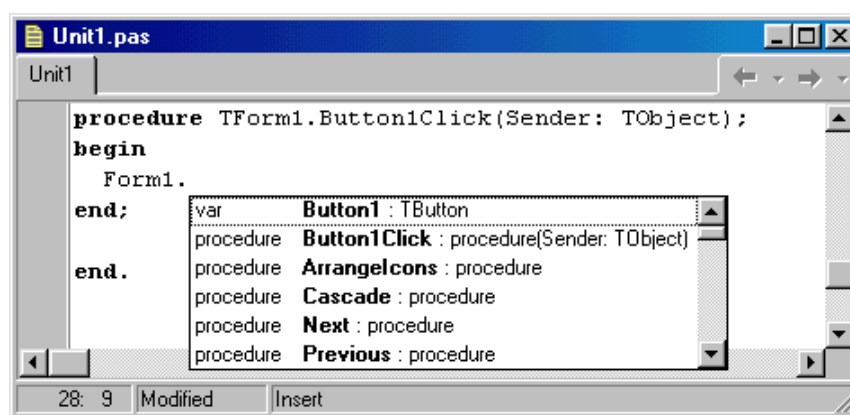 Unit1.pas
Unit1
procedure TForm1.Button1Click(Sender: TObject);
begin
Form1.
end;
end.
var Button1 : TButton
procedure Button1Click : procedure(Sender: TObject)
procedure ArrangeIcons : procedure
procedure Cascade : procedure
procedure Next : procedure
procedure Previous : procedure
28: 9 Modified Insert